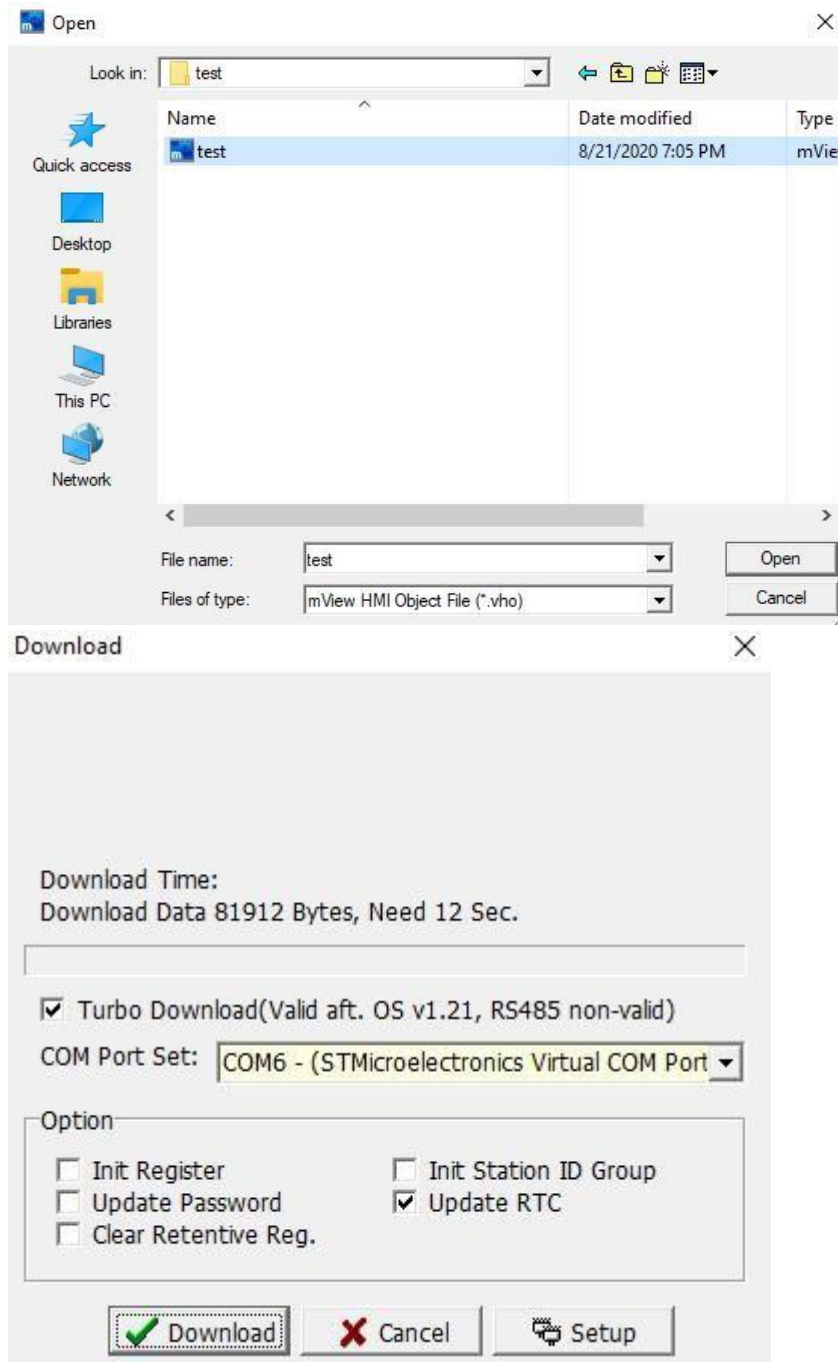 Open
Look in: test
Name Date modified Type
test 8/21/2020 7:05 PM mVie
Quick access
Desktop
Libraries
This PC
Network
File name: test Open
Files of type: mView HMI Object File (*.vho) Cancel
Download
Download Time:
Download Data 81912 Bytes, Need 12 Sec.
Turbo Download(Valid aft. OS v1.21, RS485 non-valid)
COM Port Set: COM6 - (STMicroelectronics Virtual COM Port
Option
Init Register Init Station ID Group
Update Password Update RTC
Clear Retentive Reg.
Download Cancel Setup